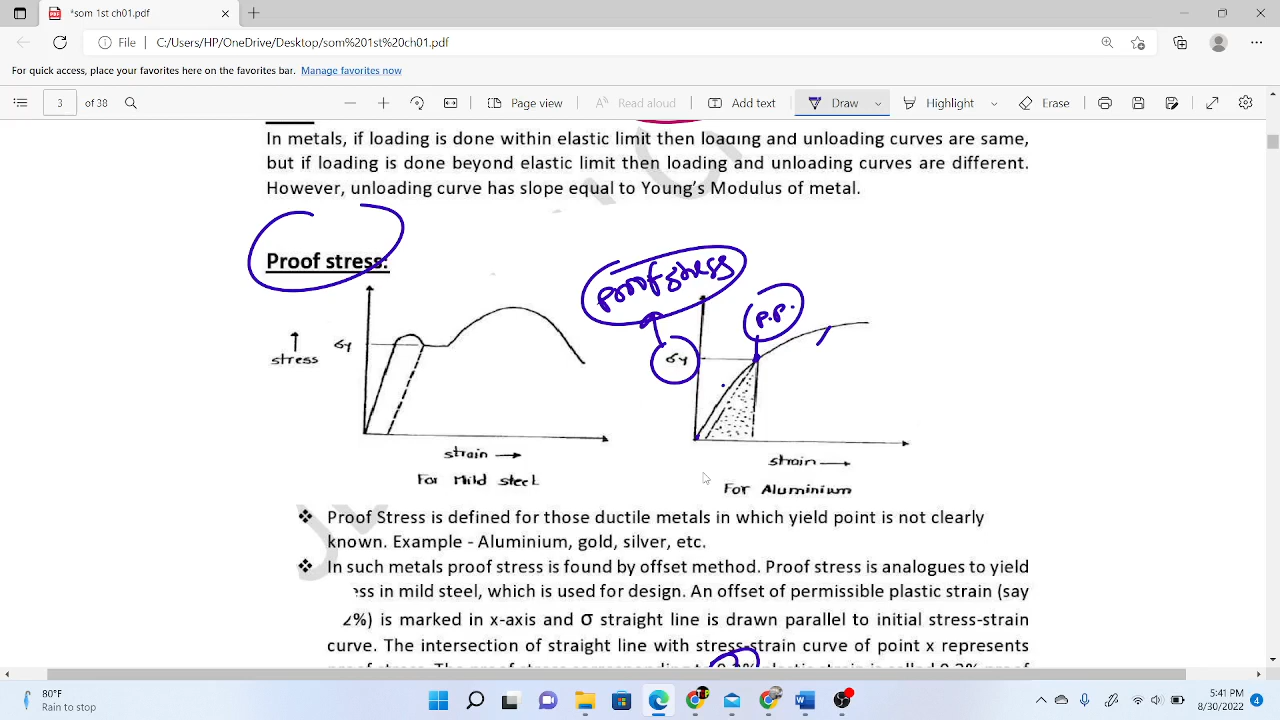 *som 1st ch01.pdf
File C:/Users/HP/OneDrive/Desktop/som%201st%20ch01.pdf
For quick access, place your favorites here on the favorites bar. Manage favorites now
3 of 38 Page view Read aloud Add text Draw Highlight Erase
In metals, if loading is done within elastic limit then loading and unloading curves are same,
but if loading is done beyond elastic limit then loading and unloading curves are different.
However, unloading curve has slope equal to Young's Modulus of metal.
Proof stress:
Proof stress
P.P.
σy
stress
σy
strain
For Mild steel
strain
For Aluminium
❖ Proof Stress is defined for those ductile metals in which yield point is not clearly
known. Example - Aluminium, gold, silver, etc.
❖ In such metals proof stress is found by offset method. Proof stress is analogues to yield
ess in mild steel, which is used for design. An offset of permissible plastic strain (say
2%) is marked in x-axis and σ straight line is drawn parallel to initial stress-strain
curve. The intersection of straight line with stress-strain curve of point x represents
80°F
Rain to stop
5:41 PM
8/30/2022
4